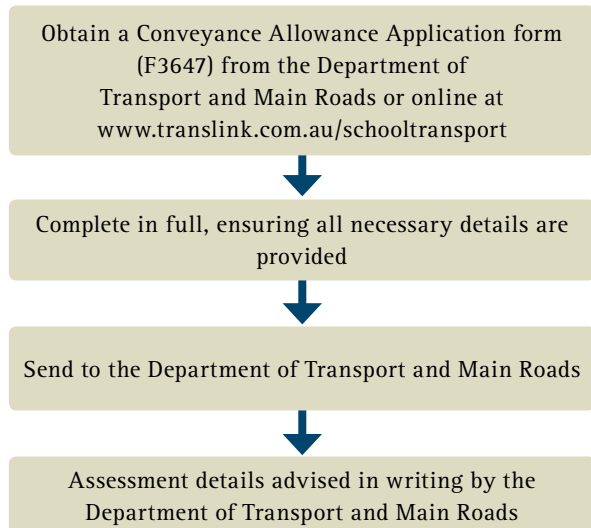 Obtain a Conveyance Allowance Application form
(F3647) from the Department of
Transport and Main Roads or online at
www.translink.com.au/schooltransport
Complete in full, ensuring all necessary details are
provided
Send to the Department of Transport and Main Roads
Assessment details advised in writing by the
Department of Transport and Main Roads